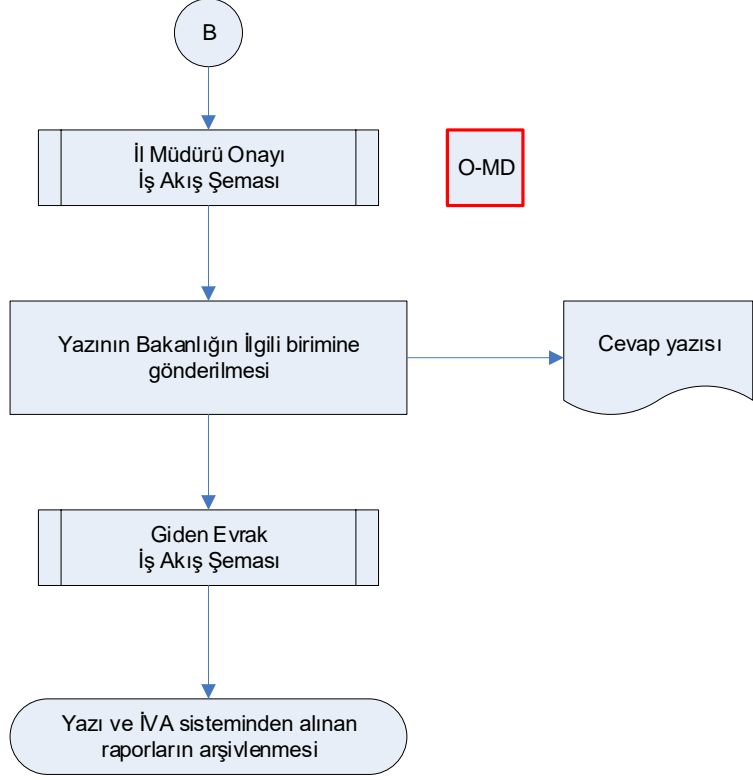 B
İl Müdürü Onayı
İş Akış Şeması
O-MD
Yazının Bakanlığın İlgili birimine
gönderilmesi
Cevap yazısı
Giden Evrak
İş Akış Şeması
Yazı ve İVA sisteminden alınan
raporların arşivlenmesi